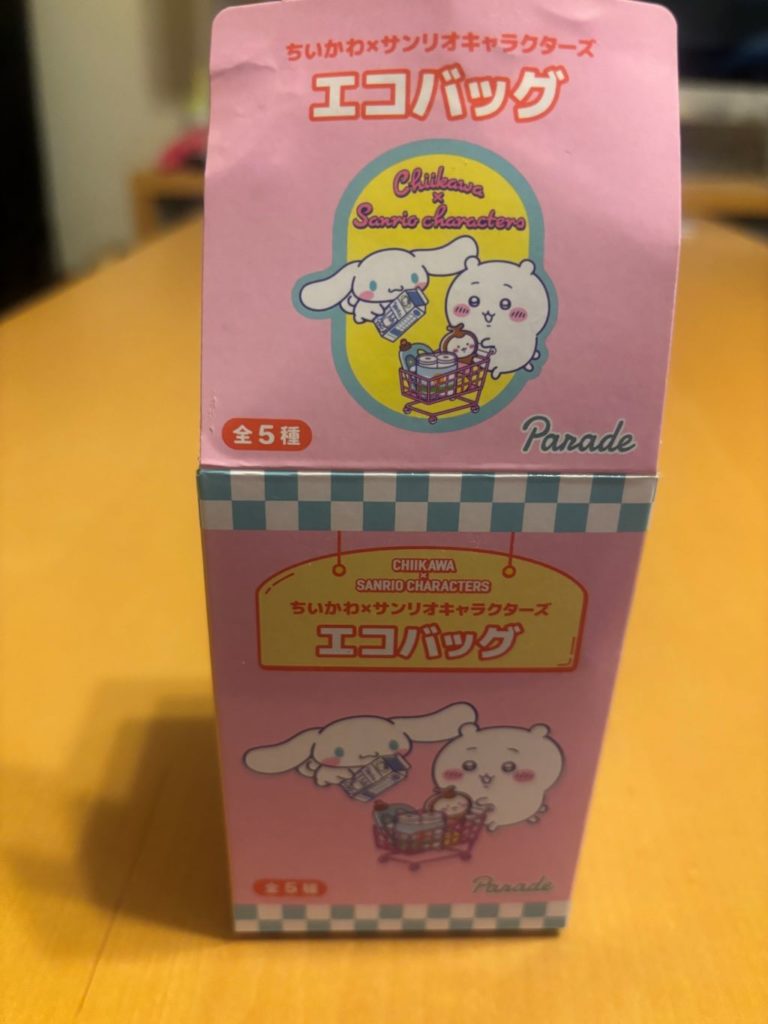 ちいかわ×サンリオキャラクターズ
エコバッグ
Chiikawa
×
Sanrio characters
全5種
Parade
CHIIKAWA
×
SANRIO CHARACTERS
ちいかわ×サンリオキャラクターズ
エコバッグ
全5種
Parade